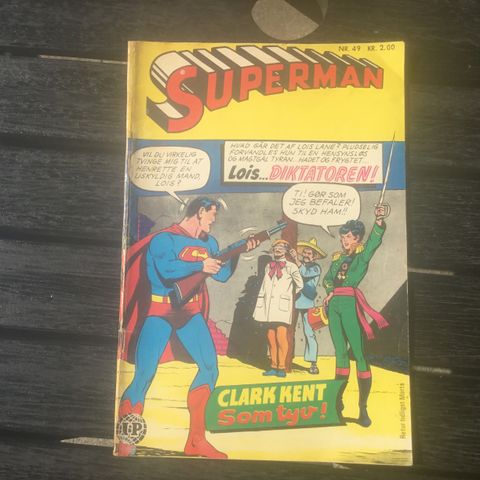 NR. 49 KR. 2.00
SUPERMAN
HVAD GÅR DET AF LOIS LANE? PLUDSELIG
FORVANDLES HUN TIL EN HENSYNSLØS
OG MAGTGAL TYRAN... HADET OG FRYGTET...
LOIS... DIKTATOREN!
VIL DU VIRKELIG
TVINGE MIG TIL AT
HENRETTE EN
USKYLDIG MAND,
LOIS?
TI! GØR SOM
JEG BEFALER!
SKYD HAM!!
S
CLARK KENT
Som tyv!
I·P